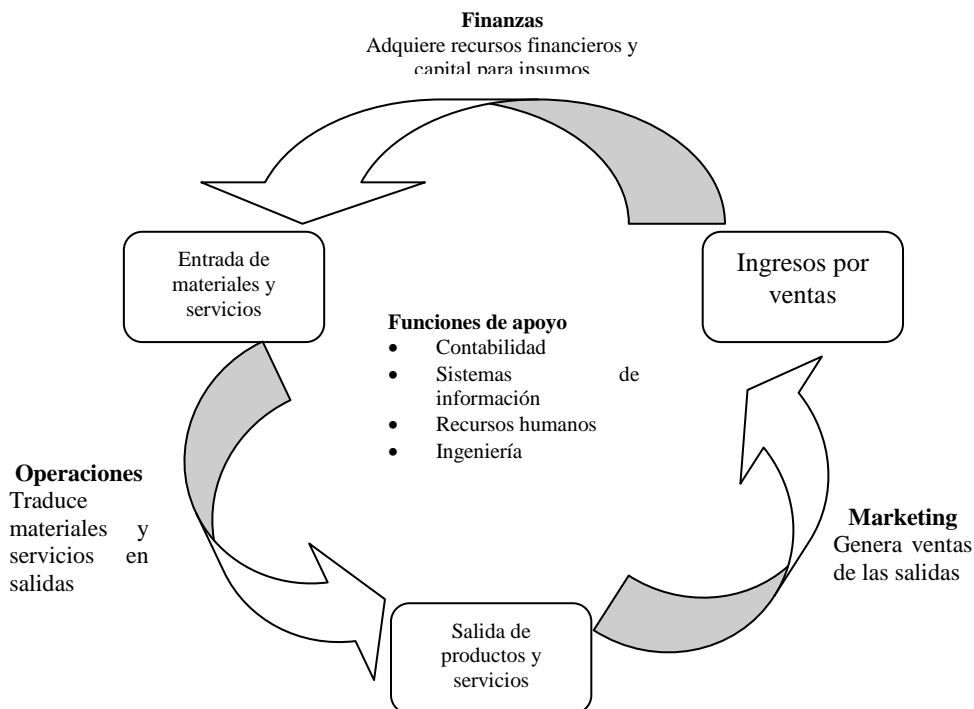 Finanzas
Adquiere recursos financieros y
capital para insumos
Entrada de
materiales y
servicios
Ingresos por
ventas
Funciones de apoyo
• Contabilidad
• Sistemas de
información
• Recursos humanos
• Ingeniería
Operaciones
Traduce
materiales y
servicios en
salidas
Marketing
Genera ventas
de las salidas
Salida de
productos y
servicios